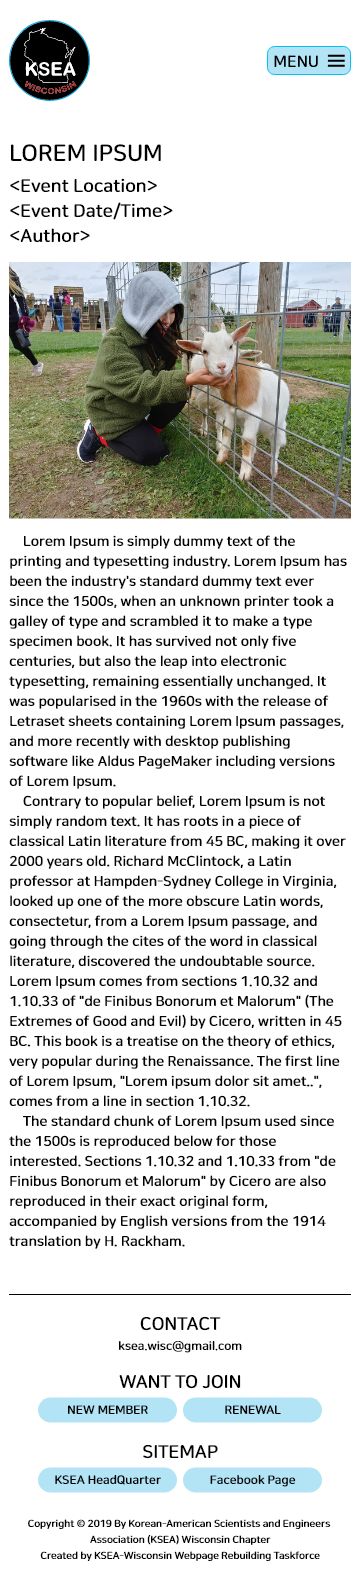 KSEA
WISCONSIN
MENU
LOREM IPSUM
<Event Location>
<Event Date/Time>
<Author>
Lorem Ipsum is simply dummy text of the
printing and typesetting industry. Lorem Ipsum has
been the industry's standard dummy text ever
since the 1500s, when an unknown printer took a
galley of type and scrambled it to make a type
specimen book. It has survived not only five
centuries, but also the leap into electronic
typesetting, remaining essentially unchanged. It
was popularised in the 1960s with the release of
Letraset sheets containing Lorem Ipsum passages,
and more recently with desktop publishing
software like Aldus PageMaker including versions
of Lorem Ipsum.
Contrary to popular belief, Lorem Ipsum is not
simply random text. It has roots in a piece of
classical Latin literature from 45 BC, making it over
2000 years old. Richard McClintock, a Latin
professor at Hampden-Sydney College in Virginia,
looked up one of the more obscure Latin words,
consectetur, from a Lorem Ipsum passage, and
going through the cites of the word in classical
literature, discovered the undoubtable source.
Lorem Ipsum comes from sections 1.10.32 and
1.10.33 of "de Finibus Bonorum et Malorum" (The
Extremes of Good and Evil) by Cicero, written in 45
BC. This book is a treatise on the theory of ethics,
very popular during the Renaissance. The first line
of Lorem Ipsum, "Lorem ipsum dolor sit amet..",
comes from a line in section 1.10.32.
The standard chunk of Lorem Ipsum used since
the 1500s is reproduced below for those
interested. Sections 1.10.32 and 1.10.33 from "de
Finibus Bonorum et Malorum" by Cicero are also
reproduced in their exact original form,
accompanied by English versions from the 1914
translation by H. Rackham.
CONTACT
ksea.wisc@gmail.com
WANT TO JOIN
NEW MEMBER
RENEWAL
SITEMAP
KSEA HeadQuarter
Facebook Page
Copyright © 2019 By Korean-American Scientists and Engineers
Association (KSEA) Wisconsin Chapter
Created by KSEA-Wisconsin Webpage Rebuilding Taskforce